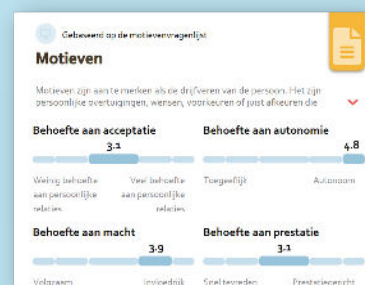 Gebaseerd op de motievenvragenlijst
Motieven
Motieven zijn aan te merken als de drijfveren van de persoon. Het zijn
persoonlijke overtuigingen, wensen, voorkeuren of juist afkeuren die
Behoefte aan acceptatie
3.2
Weinig behoefte
aan persoonlijke
relaties
Veel behoefte
aan persoonlijke
relaties
Behoefte aan autonomie
4.8
Toegeeflijk
Autonoom
Behoefte aan macht
3.9
Volgzaam
Invloedrijk
Behoefte aan prestatie
3.1
Snel tevreden
Prestatiegericht